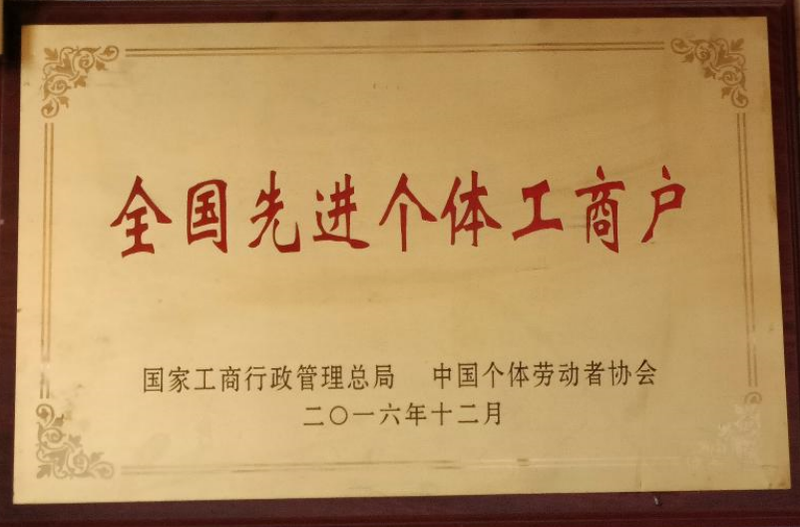 全国先进个体工商户
国家工商行政管理总局 中国个体劳动者协会
二〇一六年十二月